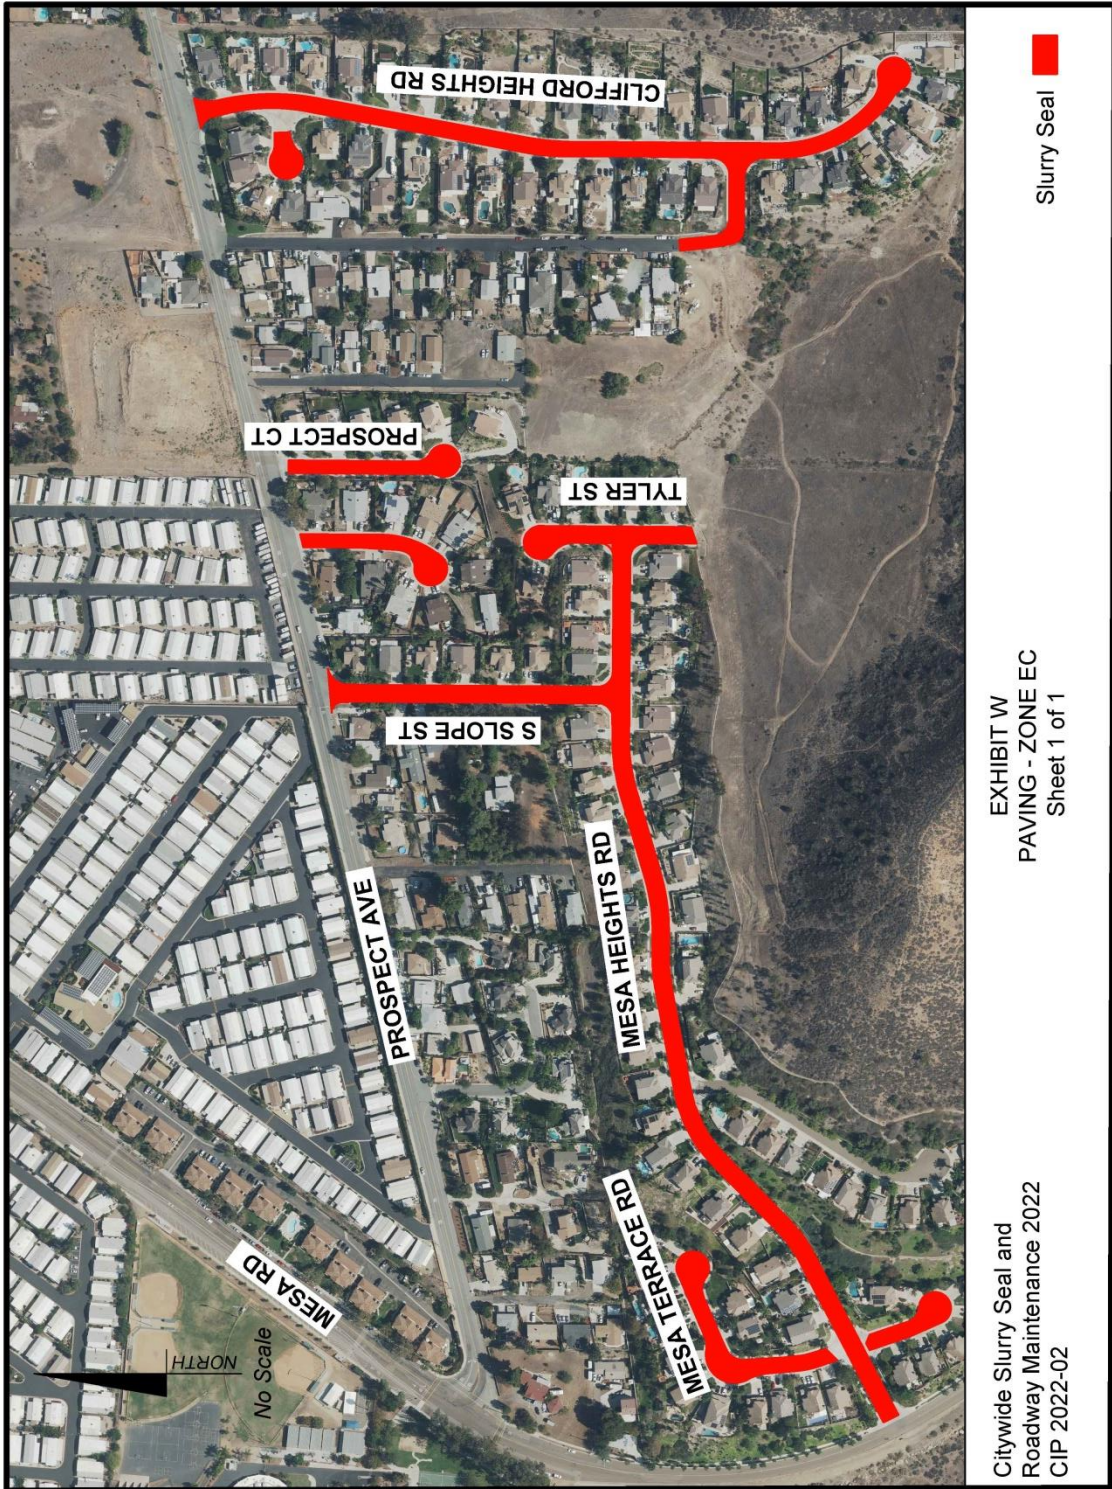 CLIFFORD HEIGHTS RD
PROSPECT CT
TYLER ST
S SLOPE ST
MESA HEIGHTS RD
PROSPECT AVE
MESA TERRACE RD
MESA RD
NORTH
No Scale
Citywide Slurry Seal and
Roadway Maintenance 2022
CIP 2022-02
EXHIBIT W
PAVING - ZONE EC
Sheet 1 of 1
Slurry Seal